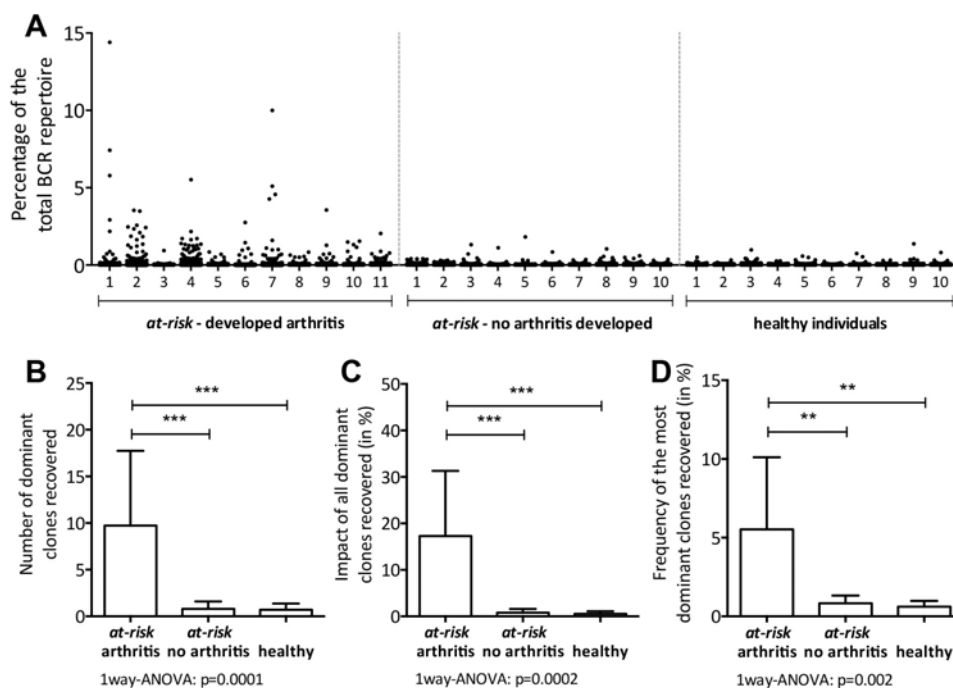 A
Percentage of the
total BCR repertoire
15
10
5
0
1 2 3 4 5 6 7 8 9 10 11 1 2 3 4 5 6 7 8 9 10 1 2 3 4 5 6 7 8 9 10
at-risk - developed arthritis
at-risk - no arthritis developed
healthy individuals
B
Number of dominant
clones recovered
25
20
15
10
5
0
***
***
at-risk arthritis
at-risk no arthritis
healthy
1way-ANOVA: p=0.0001
C
Impact of all dominant
clones recovered (in %)
50
40
30
20
10
0
***
***
at-risk arthritis
at-risk no arthritis
healthy
1way-ANOVA: p=0.0002
D
Frequency of the most
dominant clones recovered (in %)
15
10
5
0
**
**
at-risk arthritis
at-risk no arthritis
healthy
1way-ANOVA: p=0.002